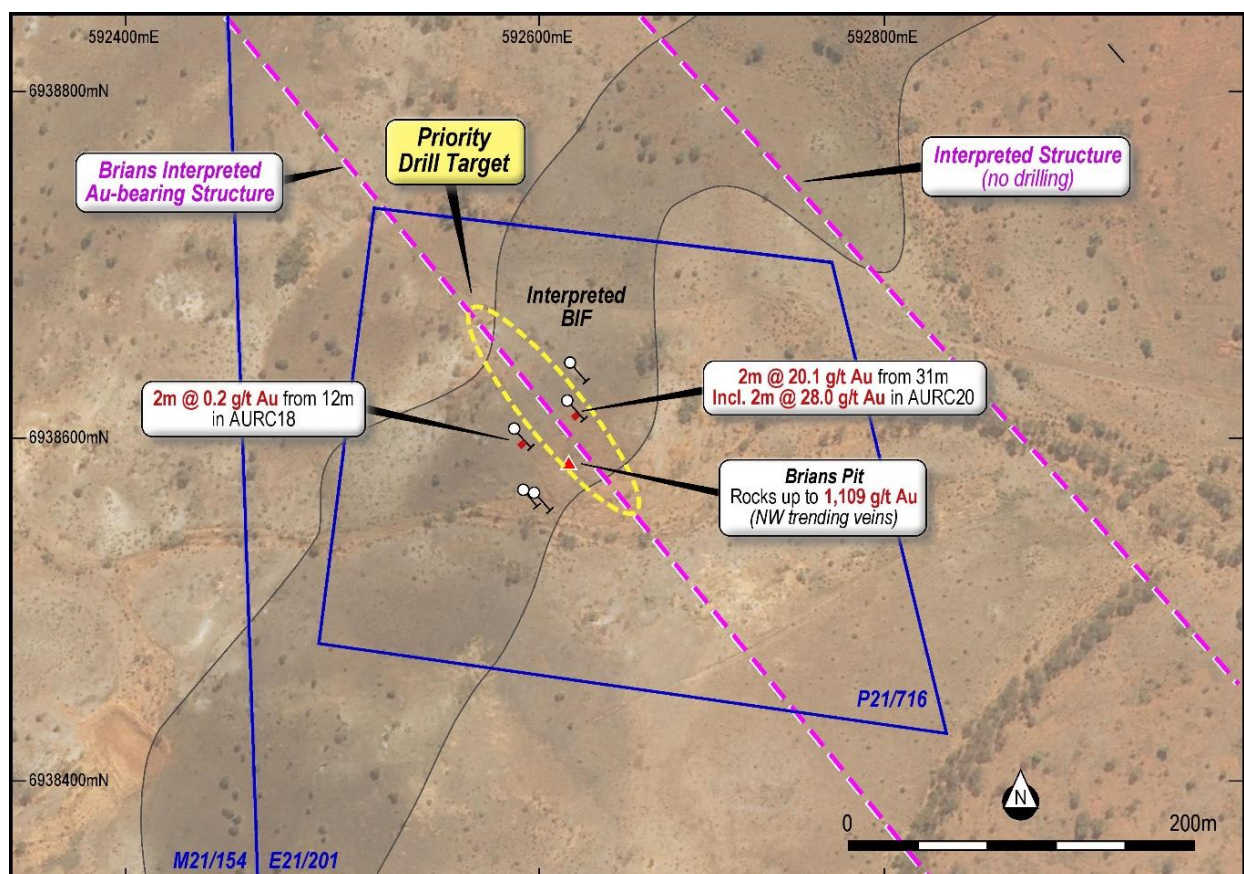 592400mE
592600mE
592800mE
6938800mN
6938600mN
6938400mN
Priority
Drill Target
Brians Interpreted
Au-bearing Structure
Interpreted Structure
(no drilling)
Interpreted
BIF
2m @ 0.2 g/t Au from 12m
in AURC18
2m @ 20.1 g/t Au from 31m
Incl. 2m @ 28.0 g/t Au in AURC20
Brians Pit
Rocks up to 1,109 g/t Au
(NW trending veins)
P21/716
M21/154
E21/201
N
0
200m